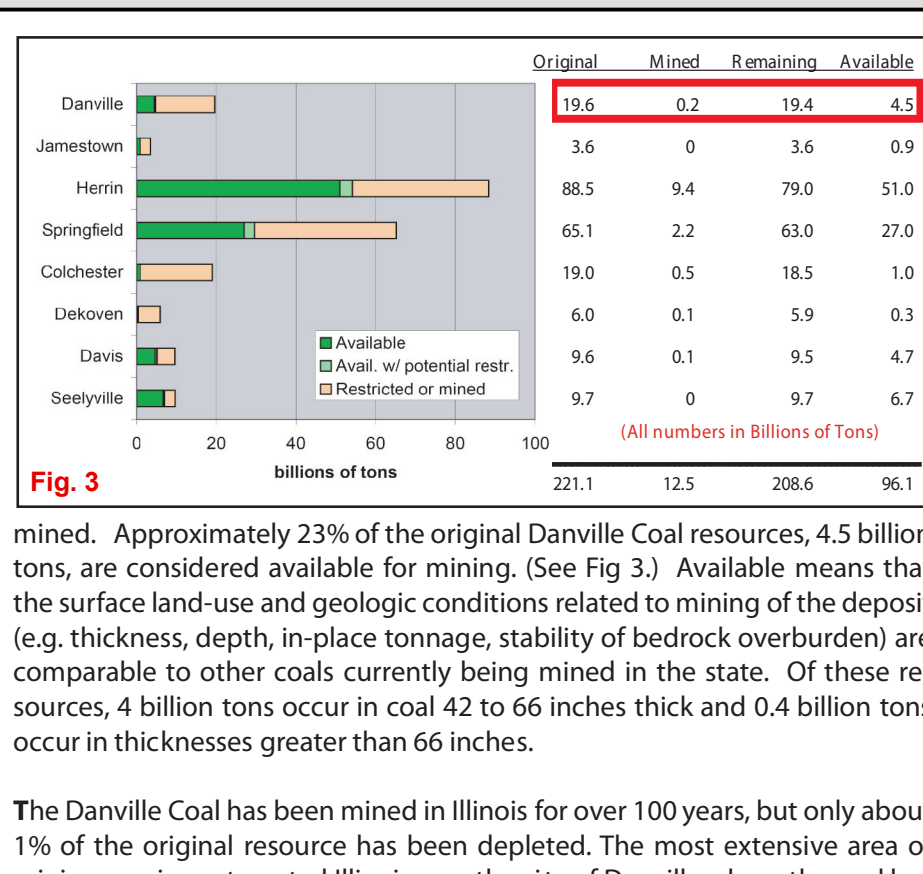 Original Mined Remaining Available
Danville 19.6 0.2 19.4 4.5
Jamestown 3.6 0 3.6 0.9
Herrin 88.5 9.4 79.0 51.0
Springfield 65.1 2.2 63.0 27.0
Colchester 19.0 0.5 18.5 1.0
Dekoven 6.0 0.1 5.9 0.3
Available
Avail. w/ potential restr.
Restricted or mined
Davis 9.6 0.1 9.5 4.7
Seelyville 9.7 0 9.7 6.7
0 20 40 60 80 100
billions of tons
(All numbers in Billions of Tons)
Fig. 3
221.1 12.5 208.6 96.1
mined. Approximately 23% of the original Danville Coal resources, 4.5 billion
tons, are considered available for mining. (See Fig 3.) Available means tha
the surface land-use and geologic conditions related to mining of the deposi
(e.g. thickness, depth, in-place tonnage, stability of bedrock overburden) are
comparable to other coals currently being mined in the state. Of these re
sources, 4 billion tons occur in coal 42 to 66 inches thick and 0.4 billion tons
occur in thicknesses greater than 66 inches.
The Danville Coal has been mined in Illinois for over 100 years, but only abou
1% of the original resource has been depleted. The most extensive area o